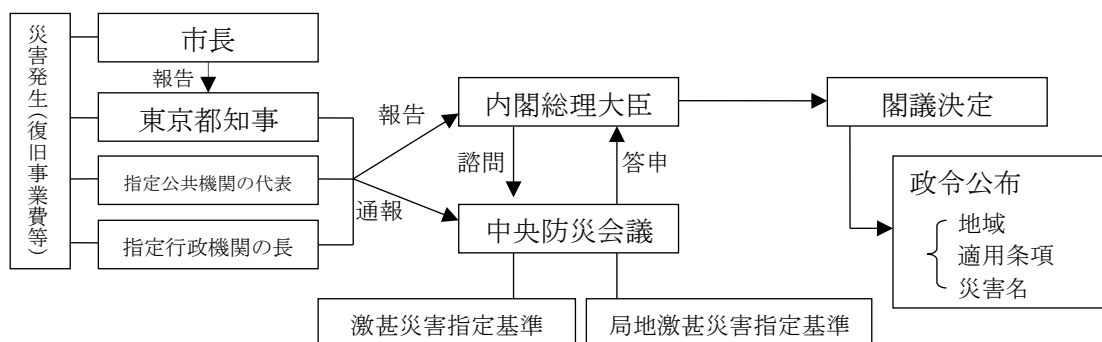 災害発生(復旧事業費等)
市長
報告
東京都知事
指定公共機関の代表
指定行政機関の長
報告
通報
内閣総理大臣
諮問
答申
中央防災会議
激甚災害指定基準
局地激甚災害指定基準
閣議決定
政令公布
地域
適用条項
災害名